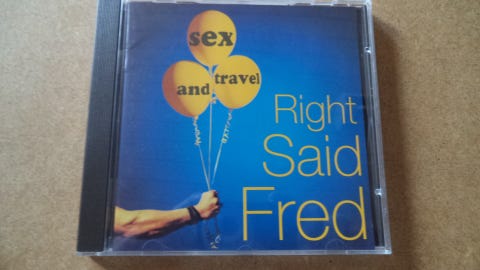 sex
and travel
Right
Said
Fred